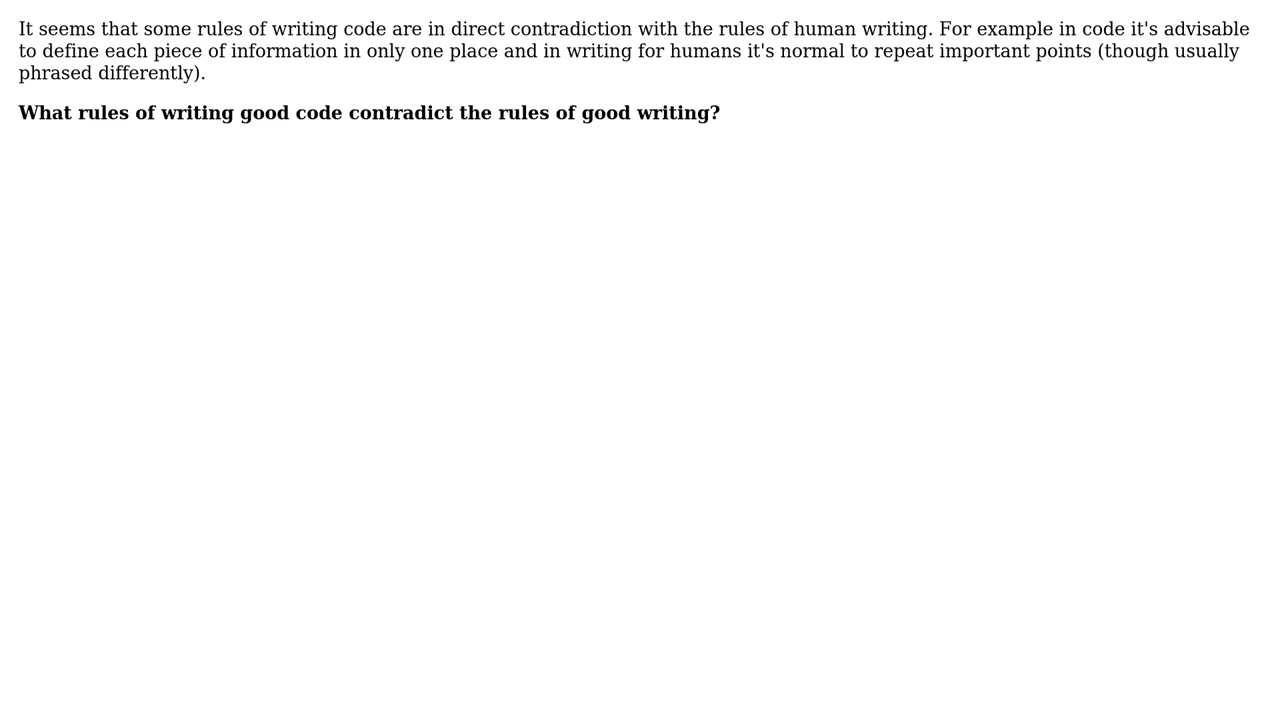 It seems that some rules of writing code are in direct contradiction with the rules of human writing. For example in code it's advisable
to define each piece of information in only one place and in writing for humans it's normal to repeat important points (though usually
phrased differently).
What rules of writing good code contradict the rules of good writing?